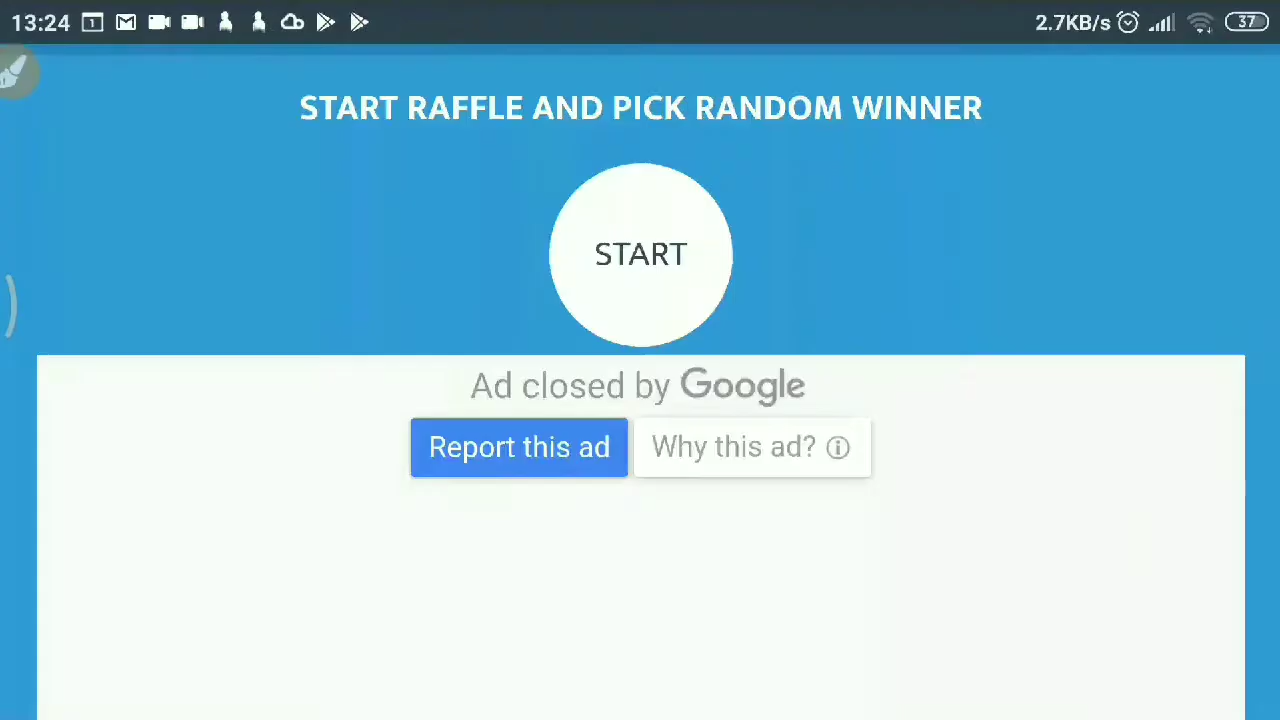 13:24 1 2.7KB/s 37
START RAFFLE AND PICK RANDOM WINNER
START
Ad closed by Google
Report this ad Why this ad?